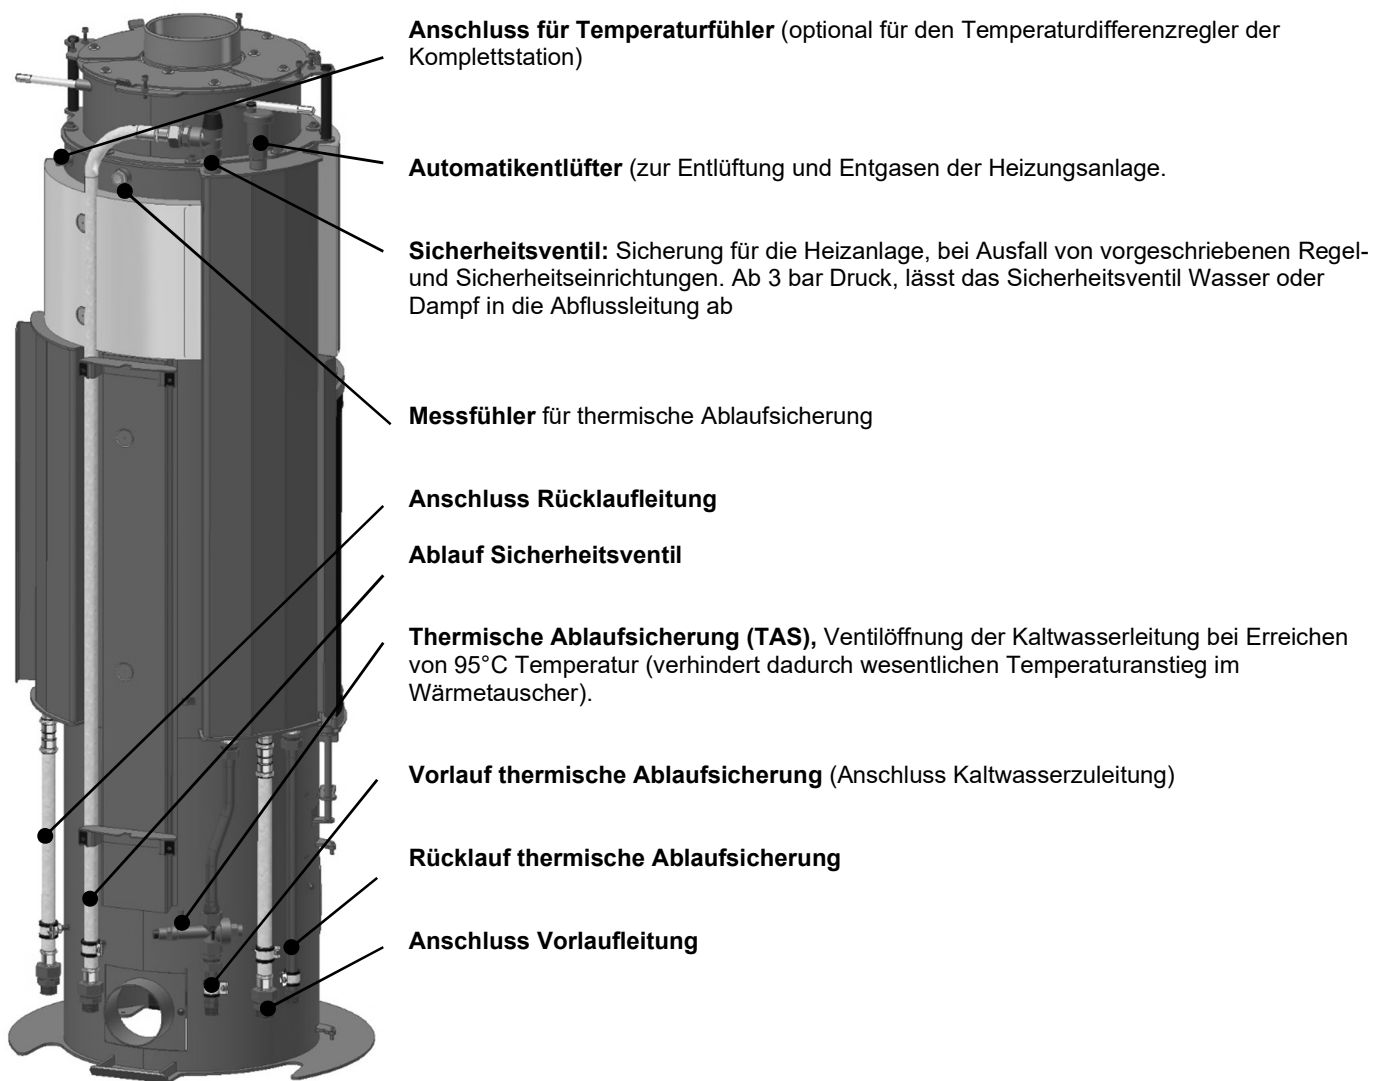 Anschluss für Temperaturfühler (optional für den Temperaturdifferenzregler der
Komplettstation)
Automatikentlüfter (zur Entlüftung und Entgasen der Heizungsanlage.
Sicherheitsventil: Sicherung für die Heizanlage, bei Ausfall von vorgeschriebenen Regel-
und Sicherheitseinrichtungen. Ab 3 bar Druck, lässt das Sicherheitsventil Wasser oder
Dampf in die Abflussleitung ab
Messfühler für thermische Ablaufsicherung
Anschluss Rücklaufleitung
Ablauf Sicherheitsventil
Thermische Ablaufsicherung (TAS), Ventilöffnung der Kaltwasserleitung bei Erreichen
von 95°C Temperatur (verhindert dadurch wesentlichen Temperaturanstieg im
Wärmetauscher).
Vorlauf thermische Ablaufsicherung (Anschluss Kaltwasserzuleitung)
Rücklauf thermische Ablaufsicherung
Anschluss Vorlaufleitung